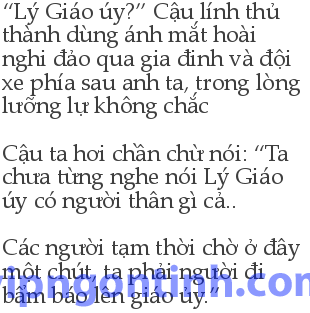 “Lý Giáo úy?” Cậu lính thủ
thành dùng ánh mắt hoài
nghi đảo qua gia đinh và đội
xe phía sau anh ta, trong lòng
lưỡng lự không chắc
Cậu ta hơi chần chừ nói: “Ta
chưa từng nghe nói Lý Giáo
úy có người thân gì cả..
Các người tạm thời chờ ở đây
một chút, ta phải người đi
bẩm báo lên giáo úy.”
vipngontinh.com